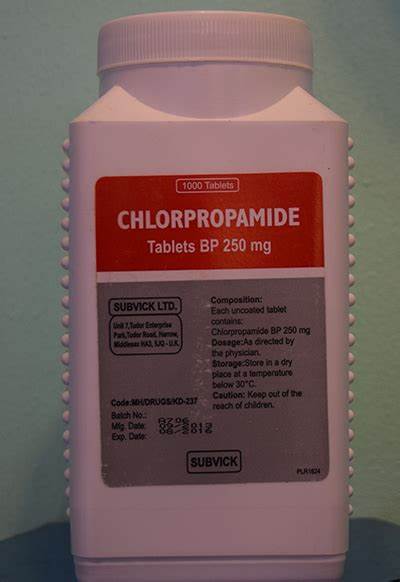 1000 Tablets
CHLORPROPAMIDE
Tablets BP 250 mg
SUBVICK LTD.
Unit 7,Tudor Enterprise
Park,Tudor Road, Harrow,
Middlesex HA3, 5JQ - U.K.
Composition:
Each uncoated tablet
contains:
Chlorpropamide BP 250 mg
Dosage:As directed by
the physician.
Storage:Store in a dry
place at a temperature
below 30°C.
Caution: Keep out of the
reach of children.
Code:MH/DRUGS/KD-237
Batch No.:
Mfg. Date: 2012
Exp. Date: 2016
SUBVICK
PLR1624